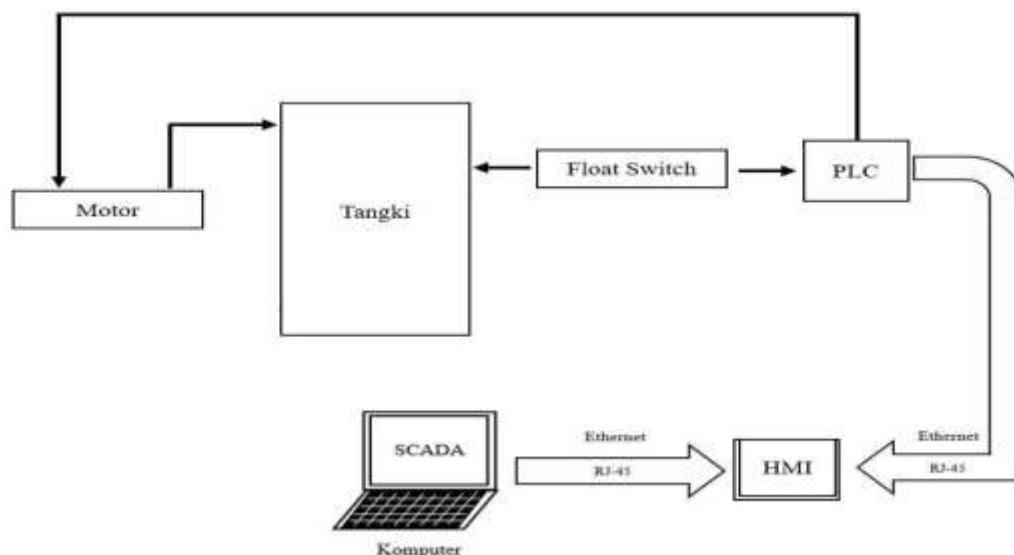 Float Switch
PLC
Motor
Tangki
SCADA
Ethernet
RJ-45
HMI
Ethernet
RJ-45
Komputer